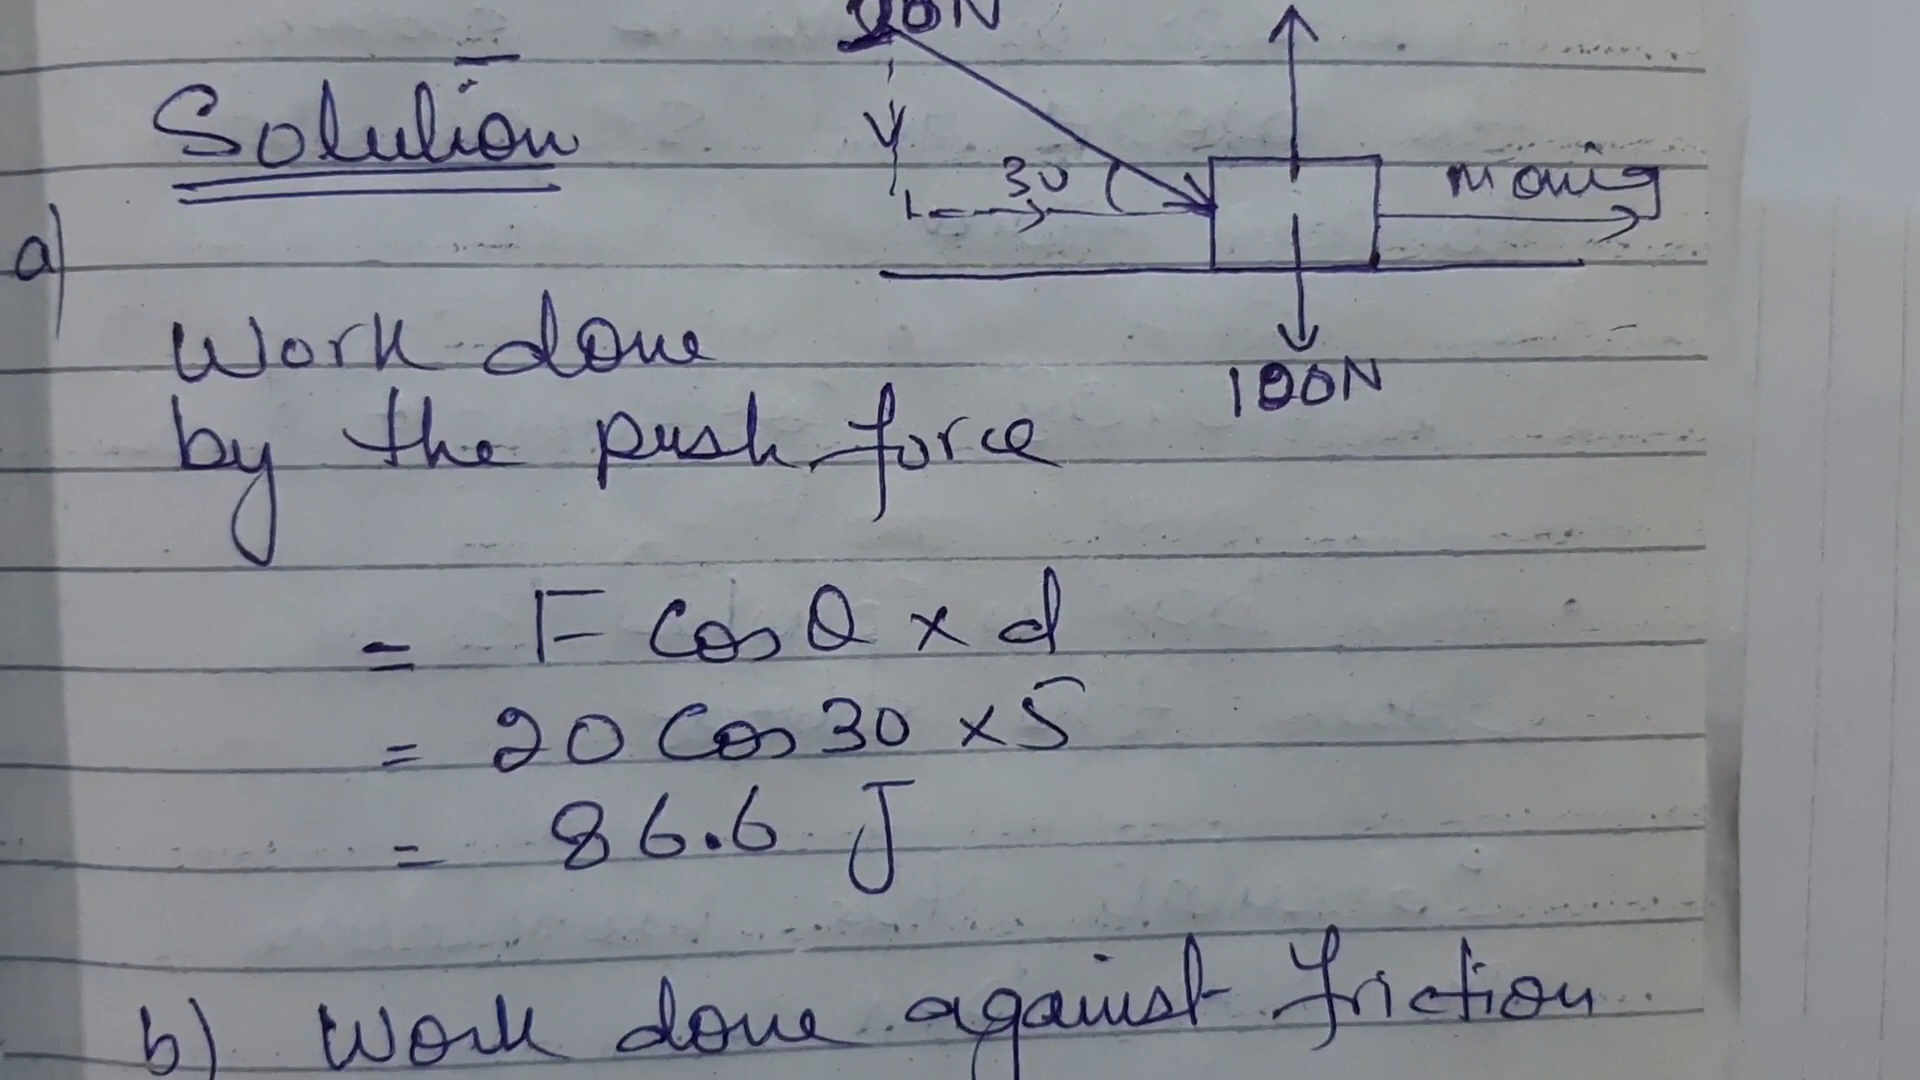 20N
Solution
30
moving
a)
Work done
100N
by the push force
= F Cos θ × d
= 20 Cos 30 × 5
= 86.6 J
b) Work done against friction